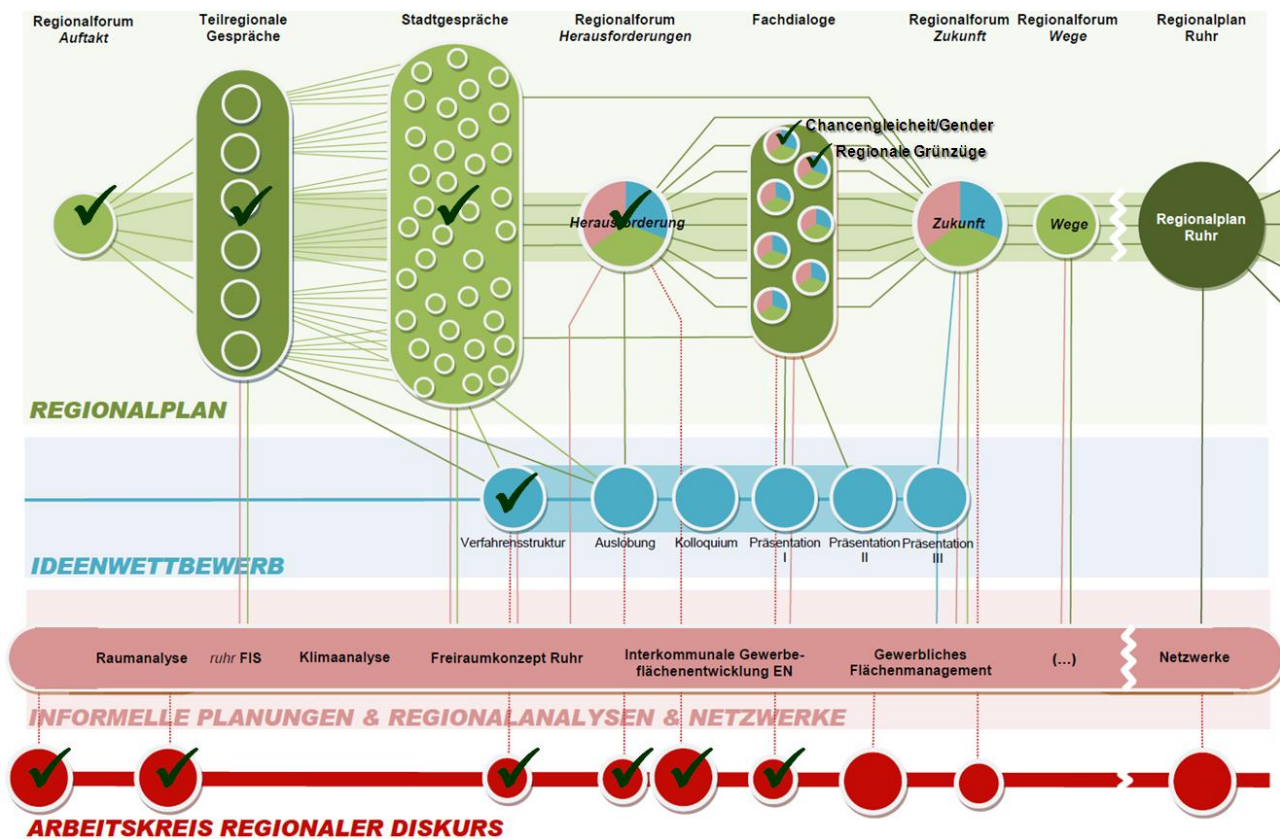 Regionalforum
Auftakt
Teilregionale
Gespräche
Stadtgespräche
Regionalforum
Herausforderungen
Fachdialoge
Regionalforum
Zukunft
Regionalforum
Wege
Regionalplan
Ruhr
Chancengleicheit/Gender
Regionale Grünzüge
Herausforderung
Zukunft
Wege
Regionalplan
Ruhr
REGIONALPLAN
Verfahrensstruktur
Auslobung
Kolloquium
Präsentation
I
Präsentation
II
Präsentation
III
IDEENWETTBEWERB
Raumanalyse
ruhr FIS
Klimaanalyse
Freiraumkonzept Ruhr
Interkommunale Gewerbe-
flächenentwicklung EN
Gewerbliches
Flächenmanagement
(...)
Netzwerke
INFORMELLE PLANUNGEN & REGIONALANALYSEN & NETZWERKE
ARBEITSKREIS REGIONALER DISKURS